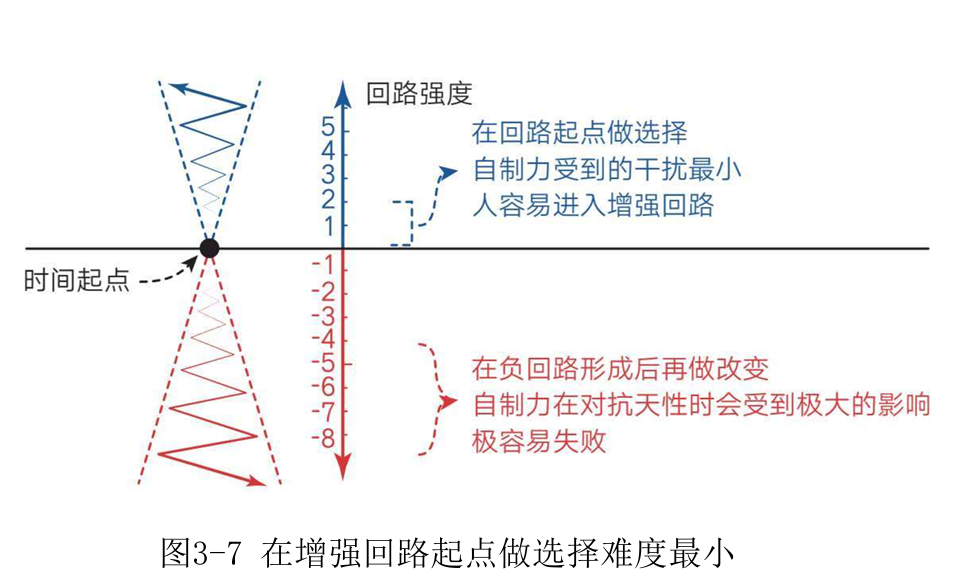 回路强度
5
4
3
2
1
在回路起点做选择
自制力受到的干扰最小
人容易进入增强回路
时间起点
-1
-2
-3
-4
-5
-6
-7
-8
在负回路形成后再做改变
自制力在对抗天性时会受到极大的影响
极容易失败
图3-7 在增强回路起点做选择难度最小